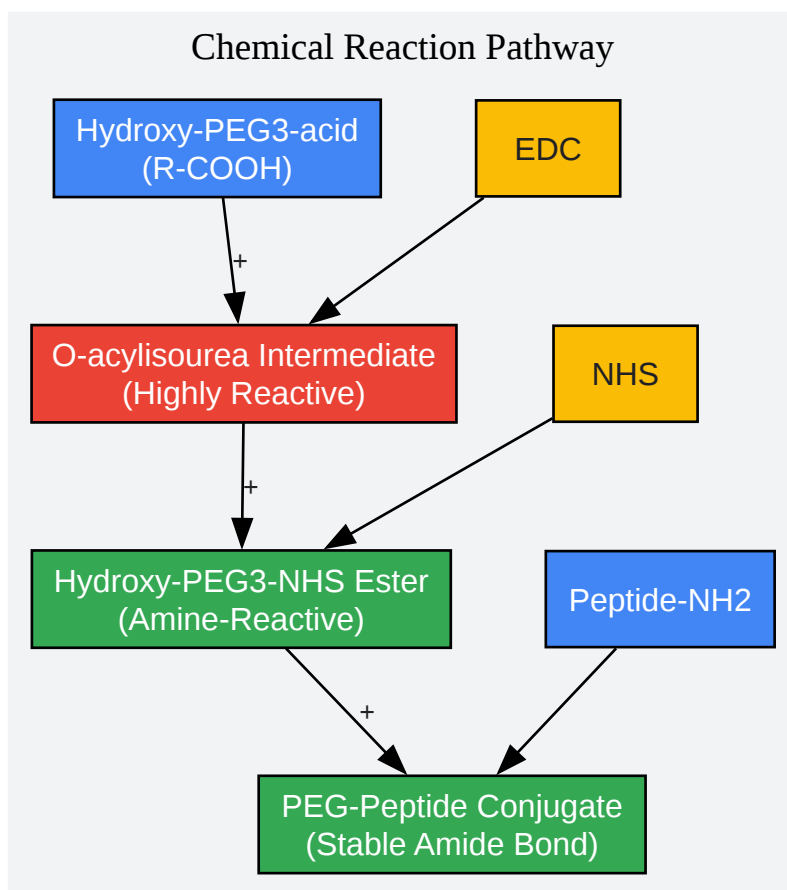 Chemical Reaction Pathway
Hydroxy-PEG3-acid
(R-COOH)
EDC
+
O-acylisourea Intermediate
(Highly Reactive)
NHS
+
Hydroxy-PEG3-NHS Ester
(Amine-Reactive)
Peptide-NH2
+
PEG-Peptide Conjugate
(Stable Amide Bond)